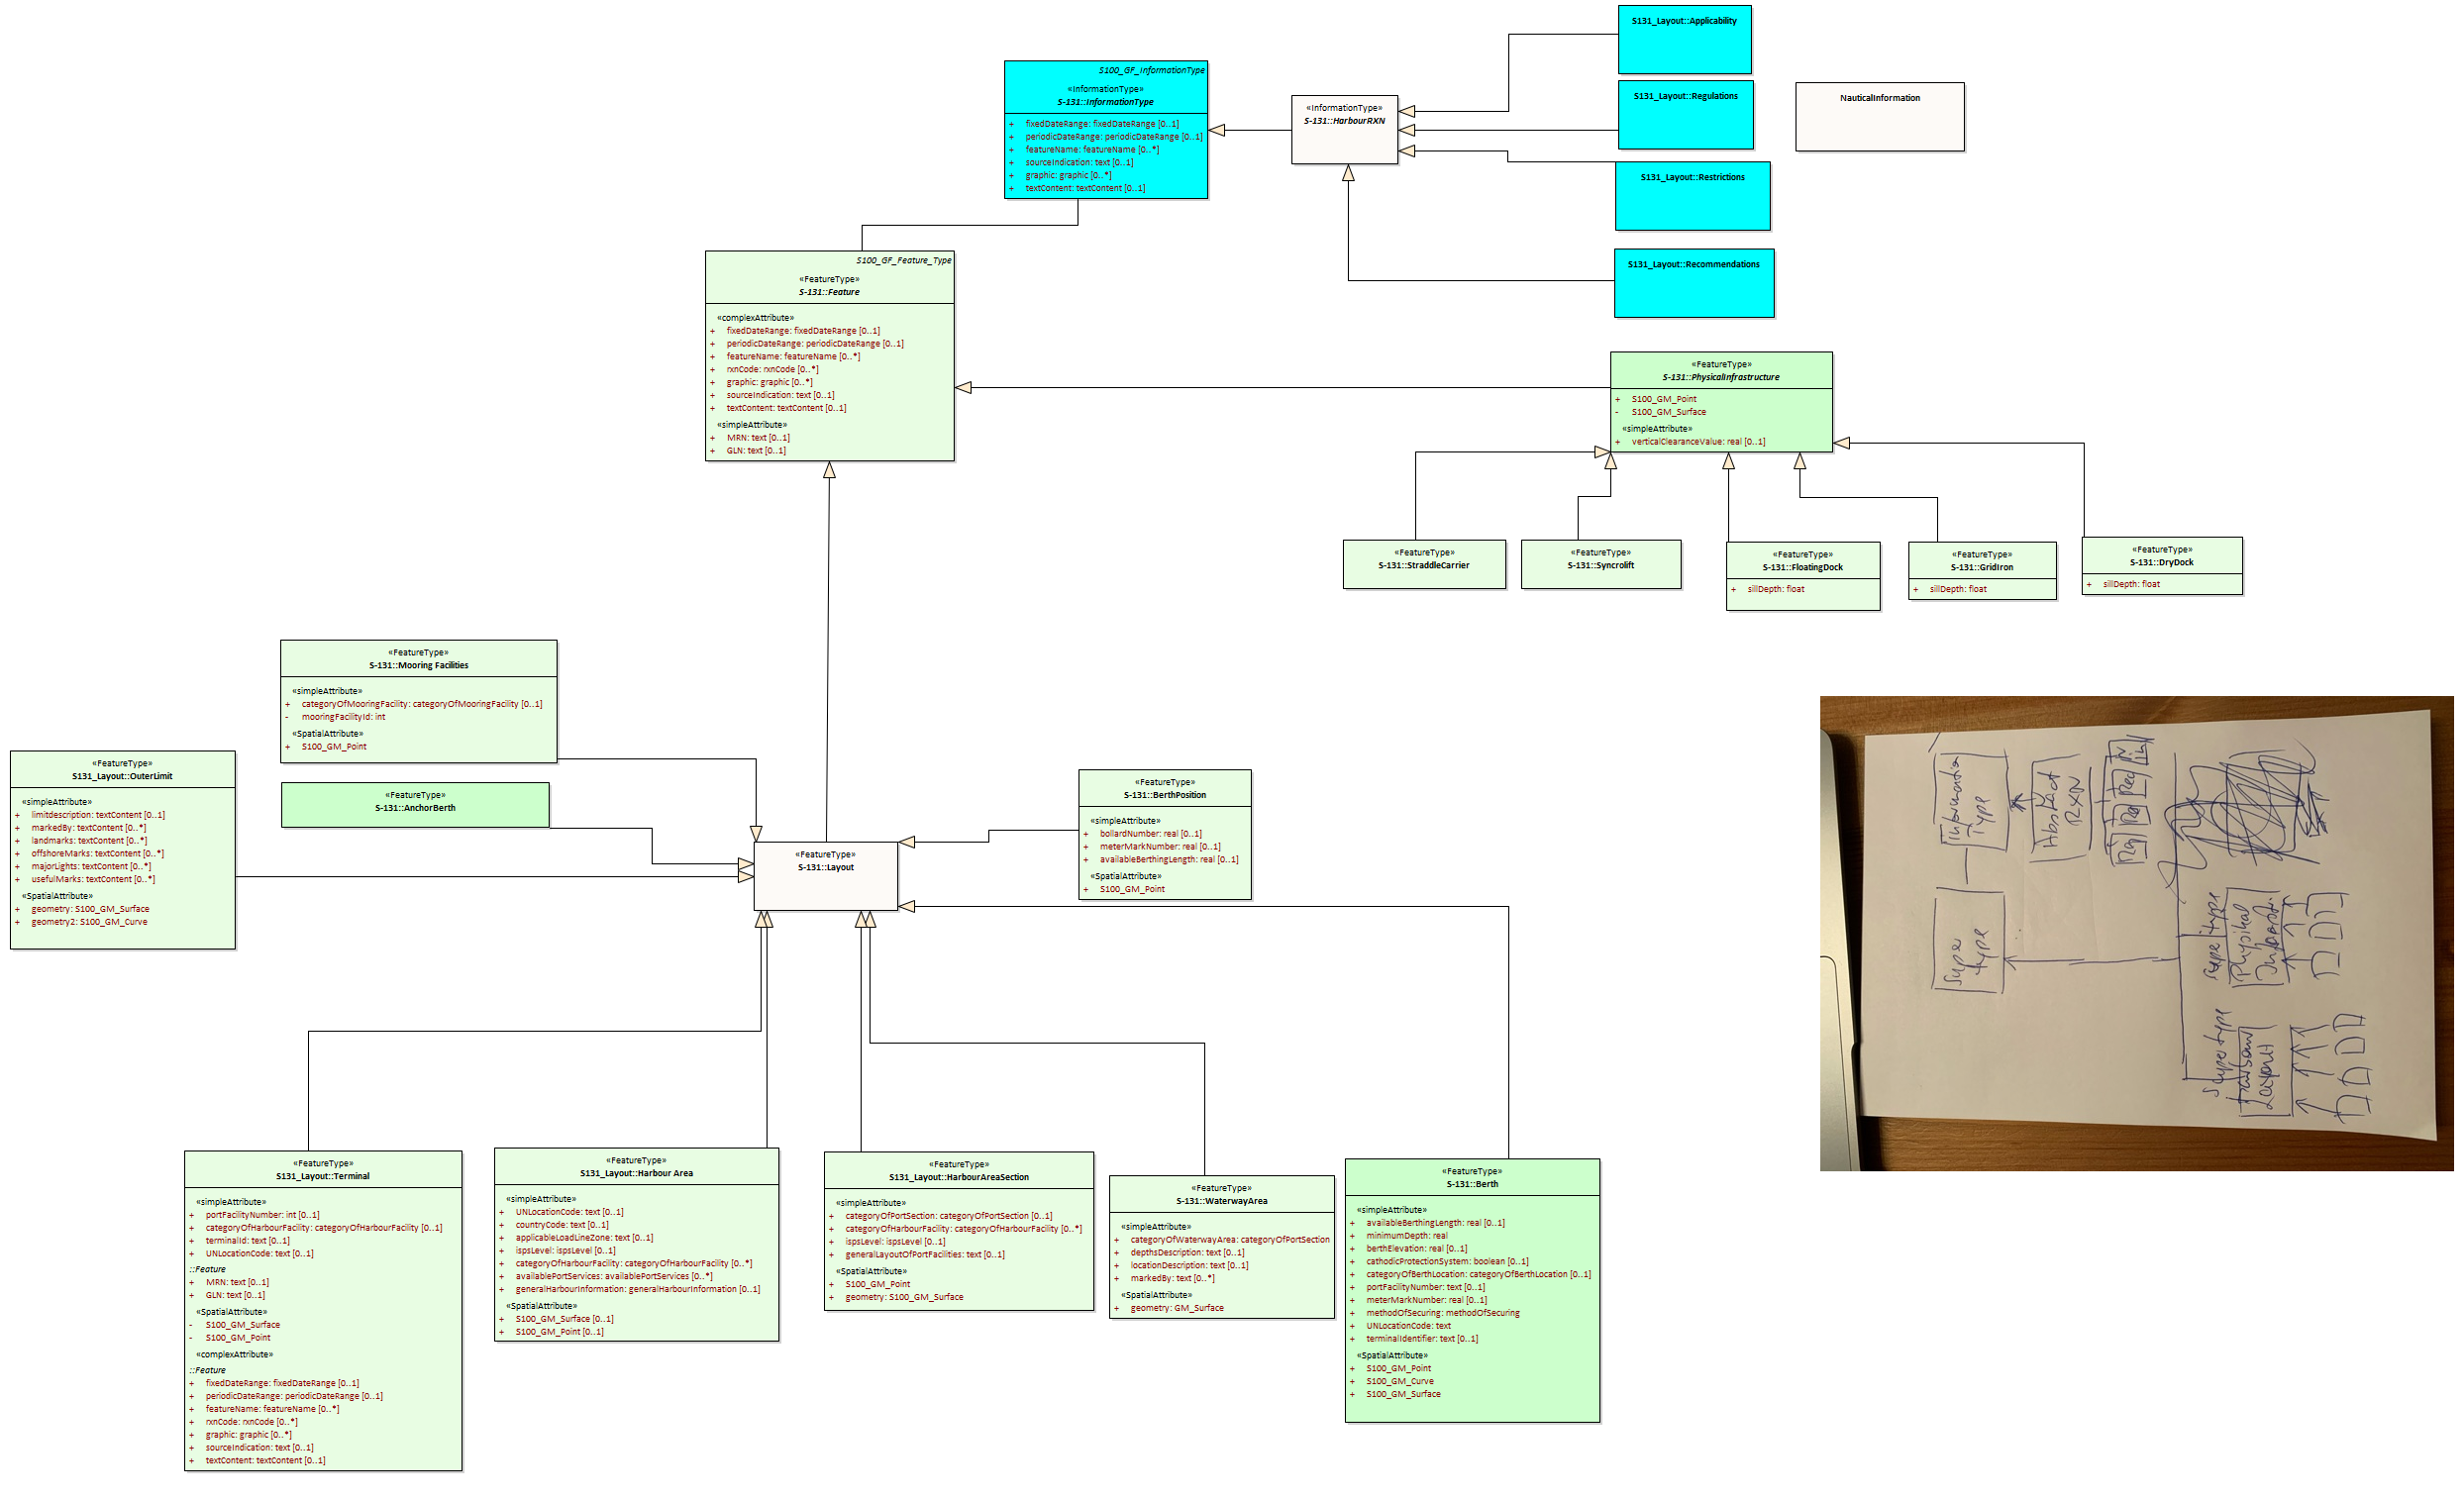 S131_Layout::Applicability
S100_GF_InformationType
«InformationType»
S-131::InformationType
+ fixedDateRange: fixedDateRange [0..1]
+ periodicDateRange: periodicDateRange [0..1]
+ featureName: featureName [0..*]
+ sourceIndication: text [0..1]
+ graphic: graphic [0..*]
+ textContent: textContent [0..1]
«InformationType»
S-131::HarbourRXN
S131_Layout::Regulations
NauticalInformation
S131_Layout::Restrictions
S131_Layout::Recommendations
S100_GF_Feature_Type
«FeatureType»
S-131::Feature
«complexAttribute»
+ fixedDateRange: fixedDateRange [0..1]
+ periodicDateRange: periodicDateRange [0..1]
+ featureName: featureName [0..*]
+ rxnCode: rxnCode [0..*]
+ graphic: graphic [0..*]
+ sourceIndication: text [0..1]
+ textContent: textContent [0..1]
«simpleAttribute»
+ MRN: text [0..1]
+ GLN: text [0..1]
«FeatureType»
S-131::PhysicalInfrastructure
+ S100_GM_Point
- S100_GM_Surface
«simpleAttribute»
+ verticalClearanceValue: real [0..1]
«FeatureType»
S-131::StraddleCarrier
«FeatureType»
S-131::Syncrolift
«FeatureType»
S-131::FloatingDock
+ sillDepth: float
«FeatureType»
S-131::GridIron
+ sillDepth: float
«FeatureType»
S-131::DryDock
+ sillDepth: float
«FeatureType»
S-131::Mooring Facilities
«simpleAttribute»
+ categoryOfMooringFacility: categoryOfMooringFacility [0..1]
- mooringFacilityId: int
«SpatialAttribute»
+ S100_GM_Point
«FeatureType»
S-131::AnchorBerth
«FeatureType»
S131_Layout::OuterLimit
«simpleAttribute»
+ limitdescription: textContent [0..1]
+ markedBy: textContent [0..*]
+ landmarks: textContent [0..*]
+ offshoreMarks: textContent [0..*]
+ majorLights: textContent [0..*]
+ usefulMarks: textContent [0..*]
«SpatialAttribute»
+ geometry: S100_GM_Surface
+ geometry2: S100_GM_Curve
«FeatureType»
S-131::Layout
«FeatureType»
S-131::BerthPosition
«simpleAttribute»
+ bollardNumber: real [0..1]
+ meterMarkNumber: real [0..1]
+ availableBerthingLength: real [0..1]
«SpatialAttribute»
+ S100_GM_Point
«FeatureType»
S131_Layout::Terminal
«simpleAttribute»
+ portFacilityNumber: int [0..1]
+ categoryOfHarbourFacility: categoryOfHarbourFacility [0..1]
+ terminalId: text [0..1]
+ UNLocationCode: text [0..1]
::Feature
+ MRN: text [0..1]
+ GLN: text [0..1]
«SpatialAttribute»
- S100_GM_Surface
- S100_GM_Point
«complexAttribute»
::Feature
+ fixedDateRange: fixedDateRange [0..1]
+ periodicDateRange: periodicDateRange [0..1]
+ featureName: featureName [0..*]
+ rxnCode: rxnCode [0..*]
+ graphic: graphic [0..*]
+ sourceIndication: text [0..1]
+ textContent: textContent [0..1]
«FeatureType»
S131_Layout::Harbour Area
«simpleAttribute»
+ UNLocationCode: text [0..1]
+ countryCode: text [0..1]
+ applicableLoadLineZone: text [0..1]
+ ispsLevel: ispsLevel [0..1]
+ categoryOfHarbourFacility: categoryOfHarbourFacility [0..*]
+ availablePortServices: availablePortServices [0..*]
+ generalHarbourInformation: generalHarbourInformation [0..1]
«SpatialAttribute»
+ S100_GM_Surface [0..1]
+ S100_GM_Point [0..1]
«FeatureType»
S131_Layout::HarbourAreaSection
«simpleAttribute»
+ categoryOfPortSection: categoryOfPortSection [0..1]
+ categoryOfHarbourFacility: categoryOfHarbourFacility [0..*]
+ ispsLevel: ispsLevel [0..1]
+ generalLayoutOfPortFacilities: text [0..1]
«SpatialAttribute»
+ S100_GM_Point
+ geometry: S100_GM_Surface
«FeatureType»
S-131::WaterwayArea
«simpleAttribute»
+ categoryOfWaterwayArea: categoryOfPortSection
+ depthsDescription: text [0..1]
+ locationDescription: text [0..1]
+ markedBy: text [0..*]
«SpatialAttribute»
+ geometry: GM_Surface
«FeatureType»
S-131::Berth
«simpleAttribute»
+ availableBerthingLength: real [0..1]
+ minimumDepth: real
+ berthElevation: real [0..1]
+ cathodicProtectionSystem: boolean [0..1]
+ categoryOfBerthLocation: categoryOfBerthLocation [0..1]
+ portFacilityNumber: text [0..1]
+ meterMarkNumber: real [0..1]
+ methodOfSecuring: methodOfSecuring
+ UNLocationCode: text
+ terminalIdentifier: text [0..1]
«SpatialAttribute»
+ S100_GM_Point
+ S100_GM_Curve
+ S100_GM_Surface
Information
Type
Abstract
RXN
Super
type
Super type
Physical
Supertype
Layout